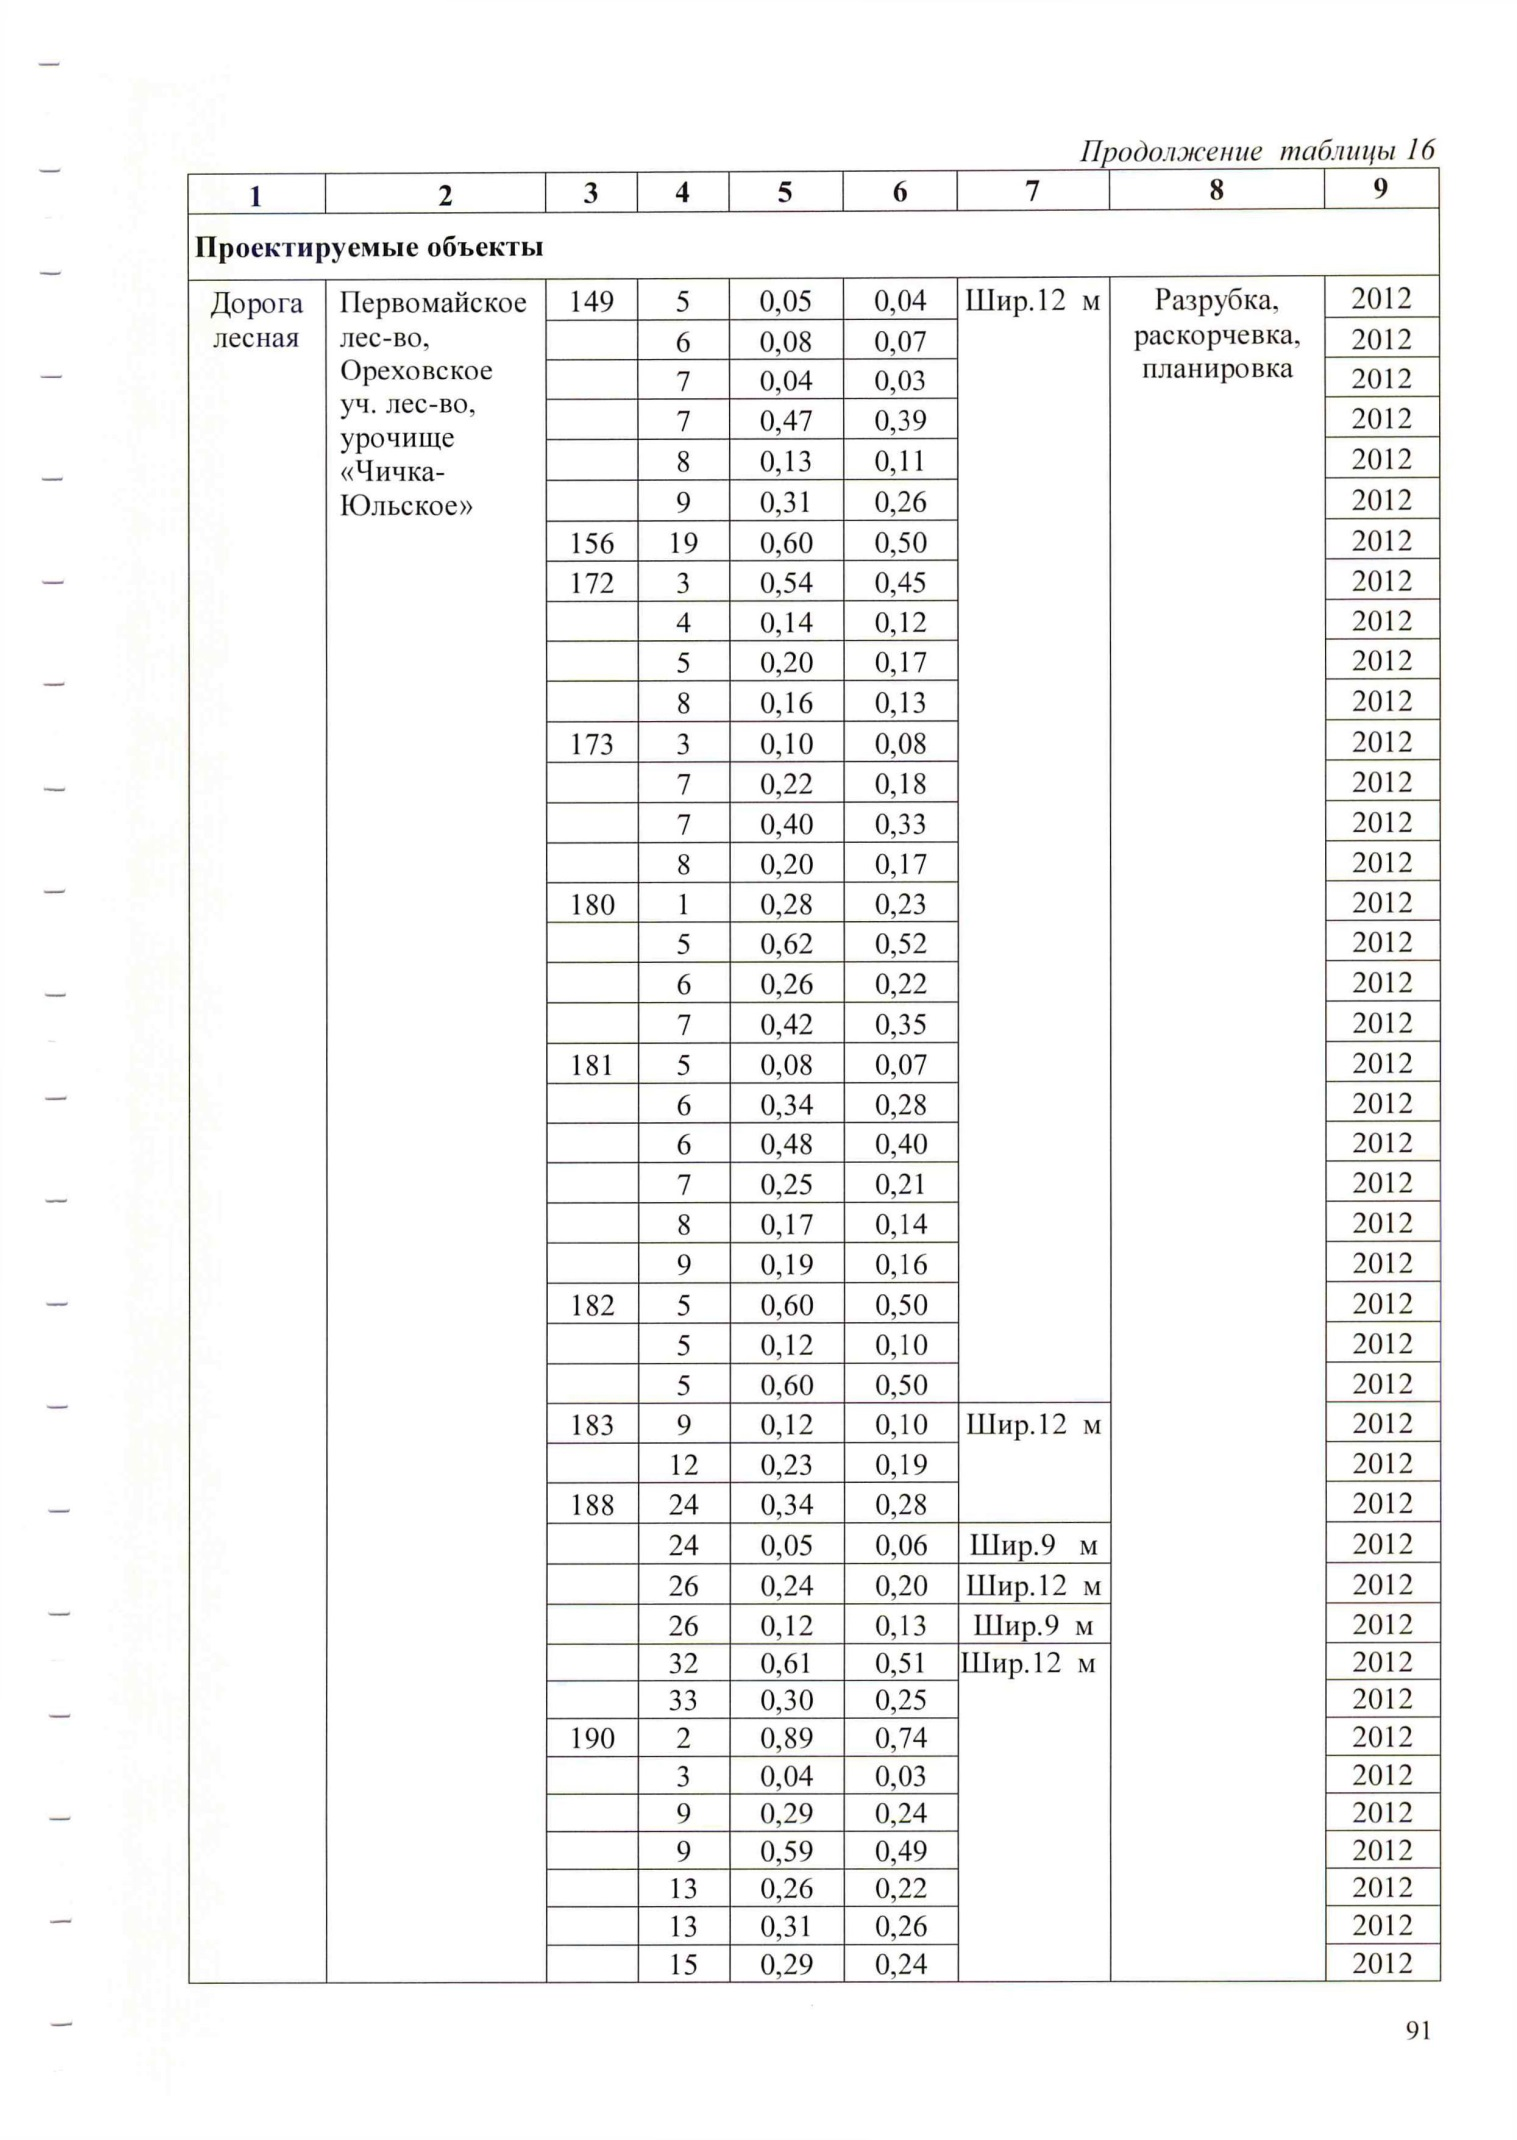 Продолжение таблицы 16
1 2 3 4 5 6 7 8 9
Проектируемые объекты
Дорога Первомайское 149 5 0,05 0,04 Шир.12 м Разрубка, 2012
лесная лес-во, 6 0,08 0,07 раскорчевка, 2012
Ореховское 7 0,04 0,03 планировка 2012
уч. лес-во, 7 0,47 0,39 2012
урочище 8 0,13 0,11 2012
«Чичка-
Юльское» 9 0,31 0,26 2012
156 19 0,60 0,50 2012
172 3 0,54 0,45 2012
4 0,14 0,12 2012
5 0,20 0,17 2012
8 0,16 0,13 2012
173 3 0,10 0,08 2012
7 0,22 0,18 2012
7 0,40 0,33 2012
8 0,20 0,17 2012
180 1 0,28 0,23 2012
5 0,62 0,52 2012
6 0,26 0,22 2012
7 0,42 0,35 2012
181 5 0,08 0,07 2012
6 0,34 0,28 2012
6 0,48 0,40 2012
7 0,25 0,21 2012
8 0,17 0,14 2012
9 0,19 0,16 2012
182 5 0,60 0,50 2012
5 0,12 0,10 2012
5 0,60 0,50 2012
183 9 0,12 0,10 Шир.12 м 2012
12 0,23 0,19 2012
188 24 0,34 0,28 2012
24 0,05 0,06 Шир.9 м 2012
26 0,24 0,20 Шир.12 м 2012
26 0,12 0,13 Шир.9 м 2012
32 0,61 0,51 Шир.12 м 2012
33 0,30 0,25 2012
190 2 0,89 0,74 2012
3 0,04 0,03 2012
9 0,29 0,24 2012
9 0,59 0,49 2012
13 0,26 0,22 2012
13 0,31 0,26 2012
15 0,29 0,24 2012
91